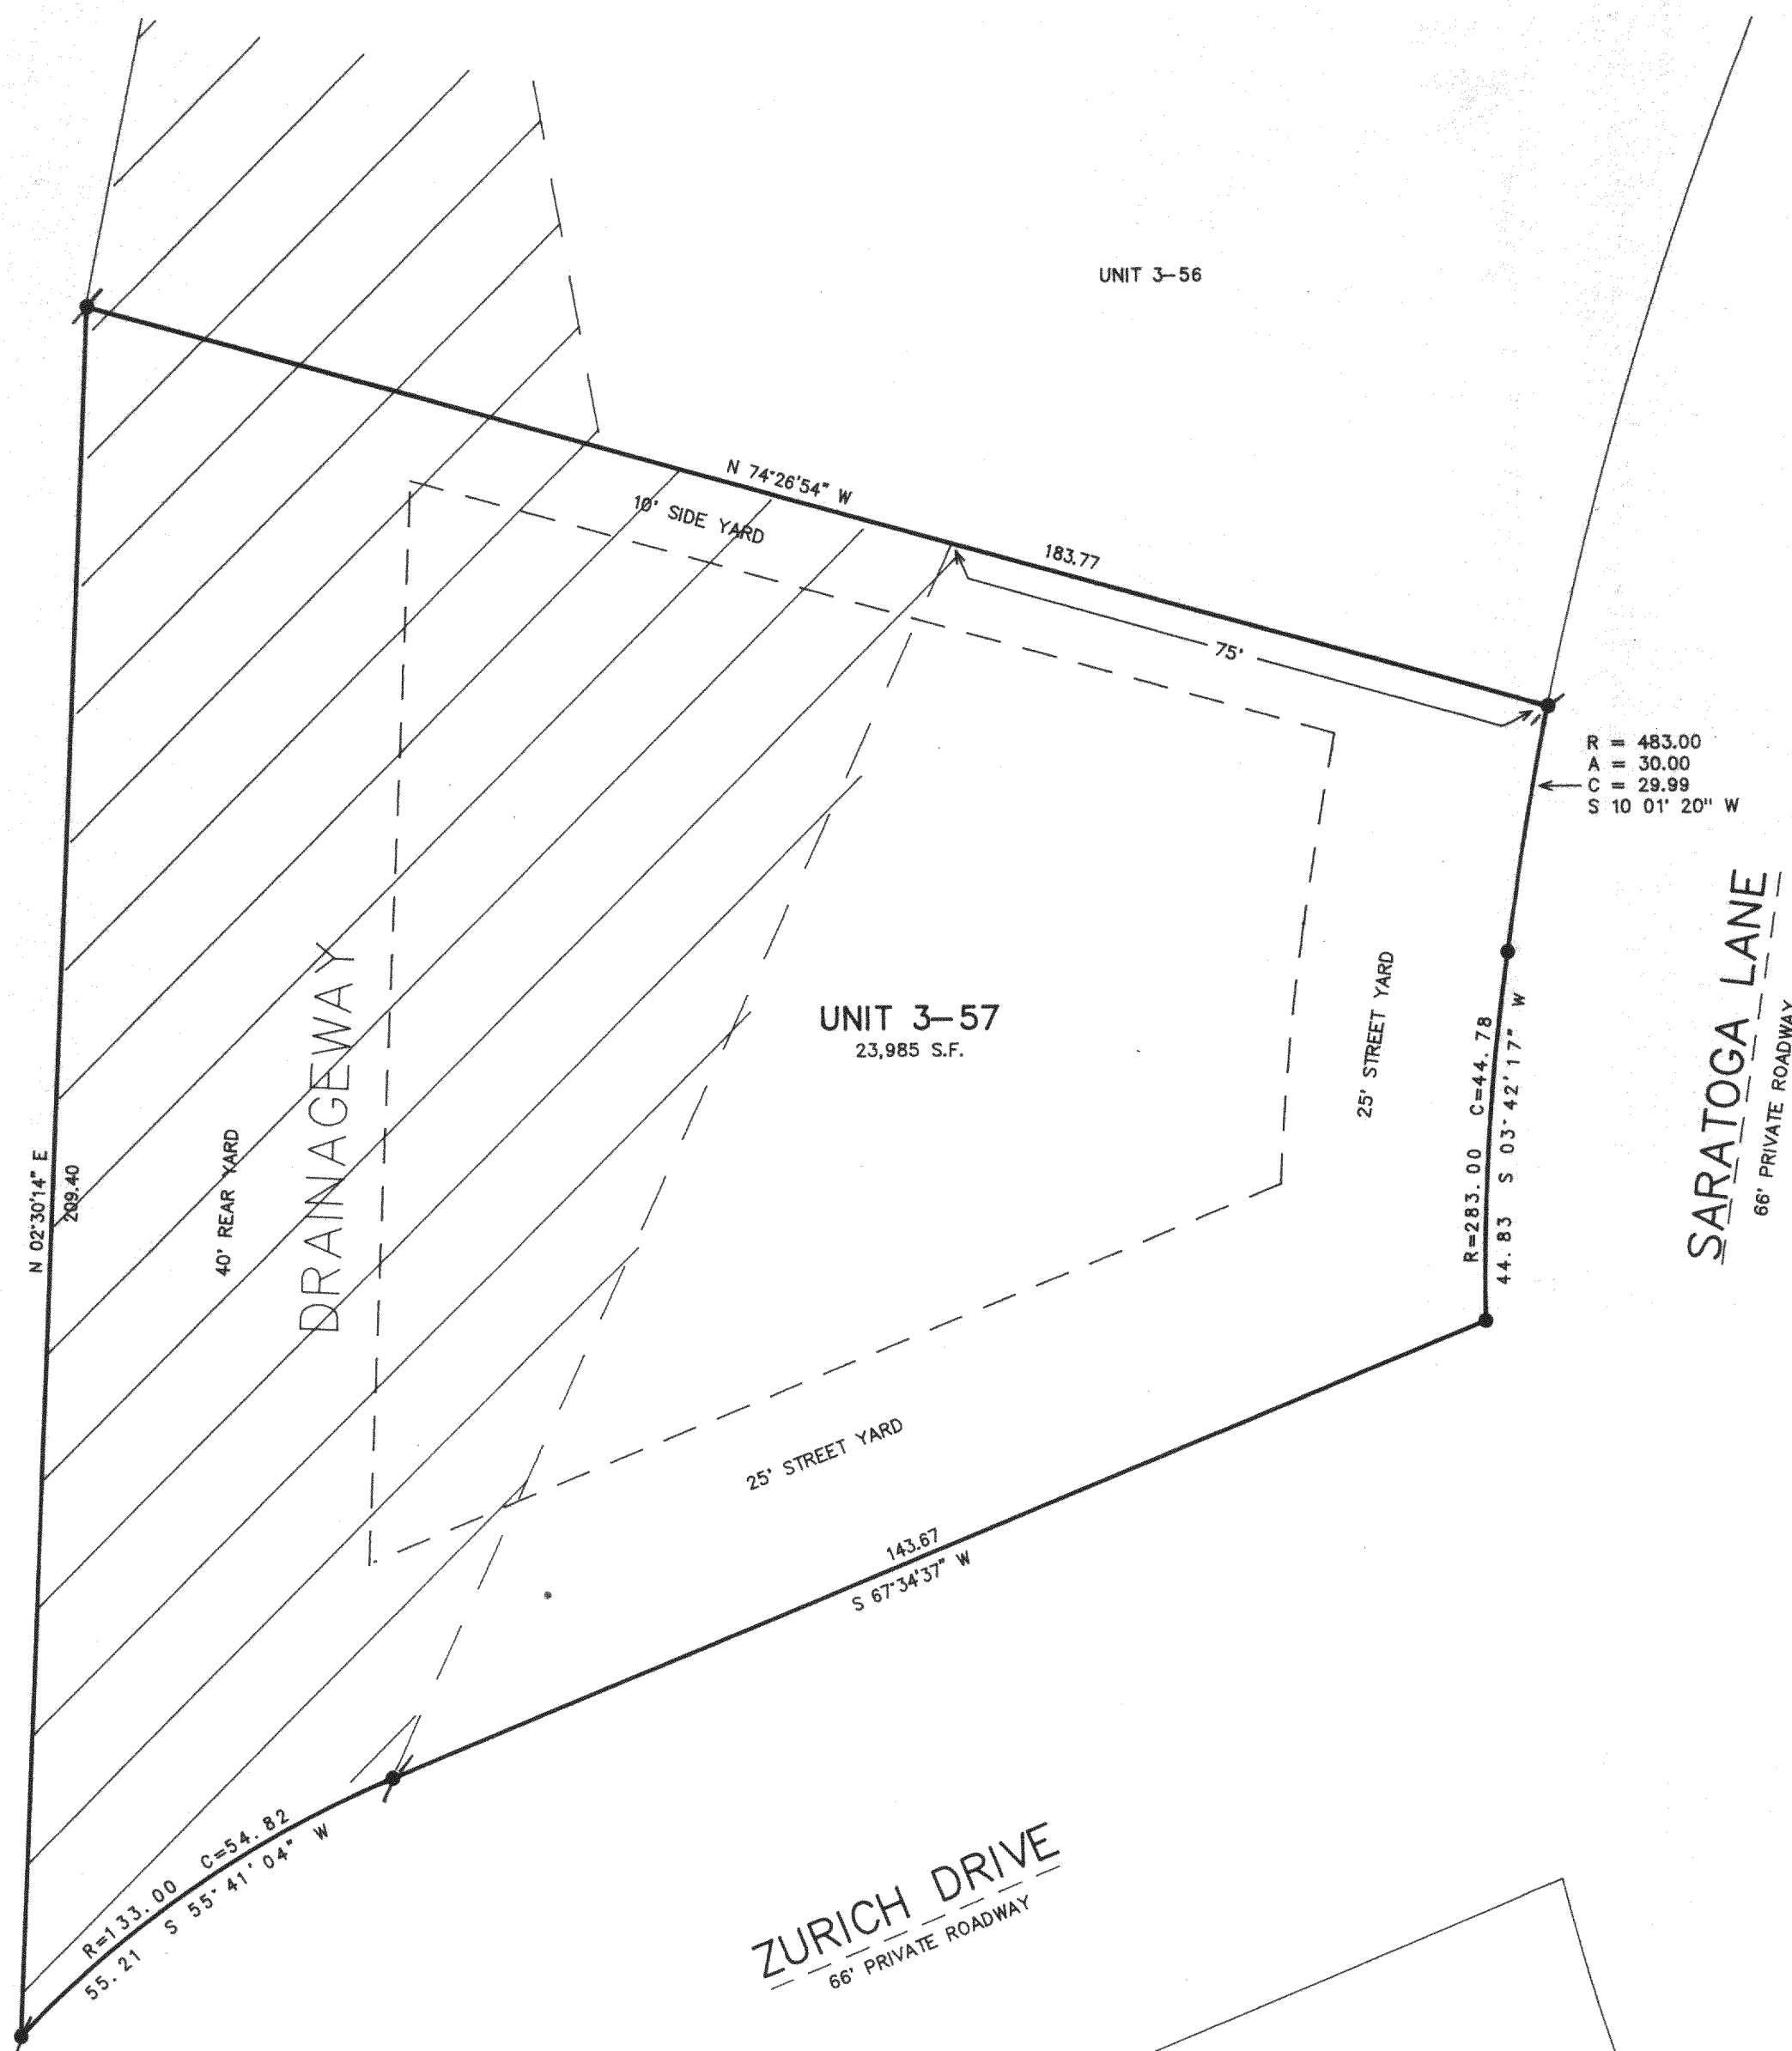 UNIT 3-56
N 74°26'54" W
10' SIDE YARD
183.77
75'
R = 483.00
A = 30.00
C = 29.99
S 10 01' 20" W
SARATOGA LANE
66' PRIVATE ROADWAY
25' STREET YARD
R=283.00 C=44.78
44.83 S 03°42'17" W
UNIT 3-57
23,985 S.F.
DRAINAGEWAY
40' REAR YARD
N 02°30'14" E
209.40
25' STREET YARD
143.67
S 67°34'37" W
R=133.00 C=54.82
55.21 S 55°41'04" W
ZURICH DRIVE
66' PRIVATE ROADWAY